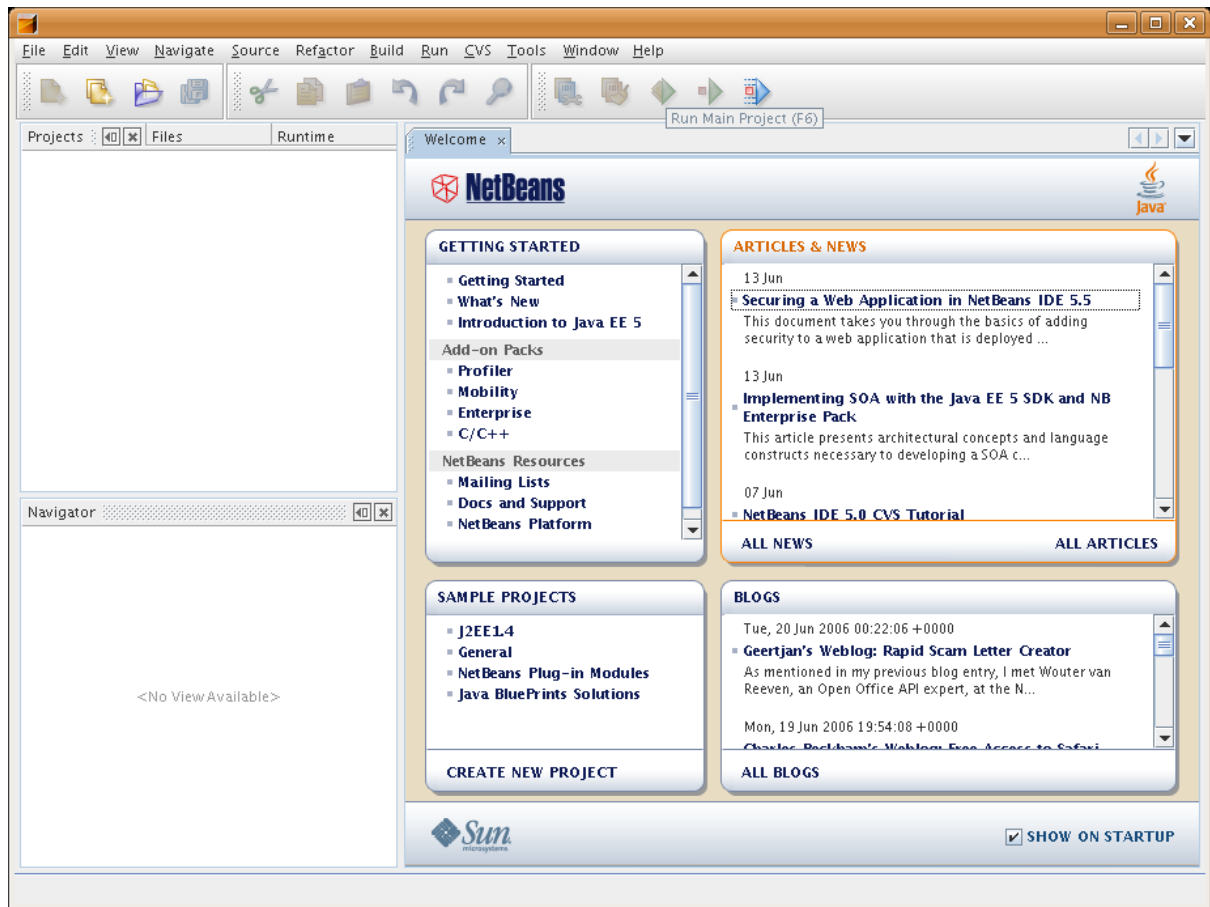 File Edit View Navigate Source Refactor Build Run CVS Tools Window Help
Run Main Project (F6)
Projects Files Runtime
Welcome
NetBeans
Java
GETTING STARTED
Getting Started
What's New
Introduction to Java EE 5
Add-on Packs
Profiler
Mobility
Enterprise
C/C++
NetBeans Resources
Mailing Lists
Docs and Support
NetBeans Platform
ARTICLES & NEWS
13 Jun
Securing a Web Application in NetBeans IDE 5.5
This document takes you through the basics of adding
security to a web application that is deployed ...
13 Jun
Implementing SOA with the Java EE 5 SDK and NB
Enterprise Pack
This article presents architectural concepts and language
constructs necessary to developing a SOA c...
07 Jun
NetBeans IDE 5.0 CVS Tutorial
ALL NEWS ALL ARTICLES
Navigator
<No View Available>
SAMPLE PROJECTS
J2EE1.4
General
NetBeans Plug-in Modules
Java BluePrints Solutions
CREATE NEW PROJECT
BLOGS
Tue, 20 Jun 2006 00:22:06 +0000
Geertjan's Weblog: Rapid Scam Letter Creator
As mentioned in my previous blog entry, I met Wouter van
Reeven, an Open Office API expert, at the N...
Mon, 19 Jun 2006 19:54:08 +0000
Charles Beckham's Weblog: Free Access to Safari
ALL BLOGS
Sun
microsystems
SHOW ON STARTUP